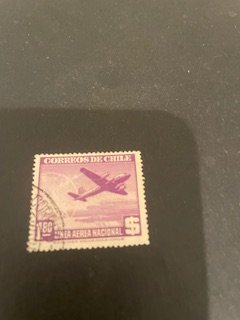 CORREOS DE CHILE
1.80 LINEA AEREA NACIONAL $